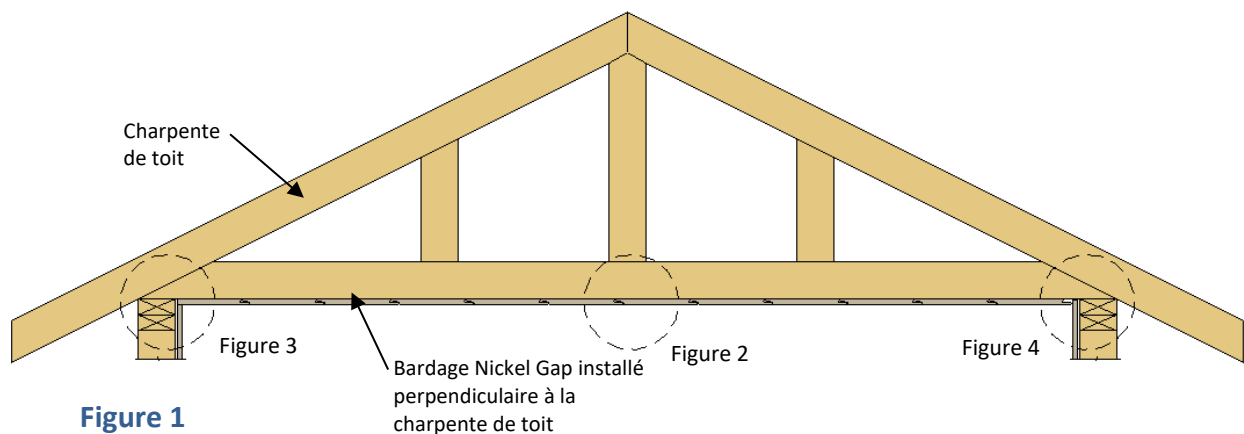 Charpente
de toit
Figure 3
Figure 2
Figure 4
Bardage Nickel Gap installé
perpendiculaire à la
charpente de toit
Figure 1